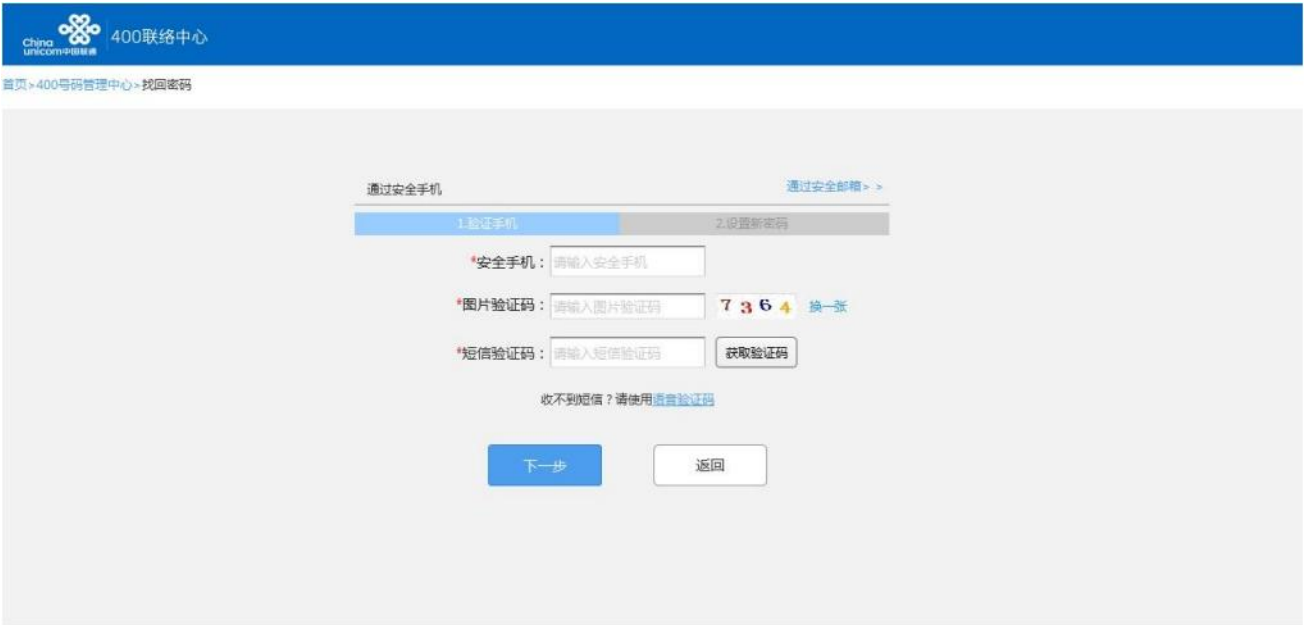 China
unicom中国联通
400联络中心
首页>400号码管理中心>找回密码
通过安全手机
通过安全邮箱> >
1.验证手机
2.设置新密码
*安全手机：
请输入安全手机
*图片验证码：
请输入图片验证码
7 3 6 4
换一张
*短信验证码：
请输入短信验证码
获取验证码
收不到短信？请使用语音验证码
下一步
返回